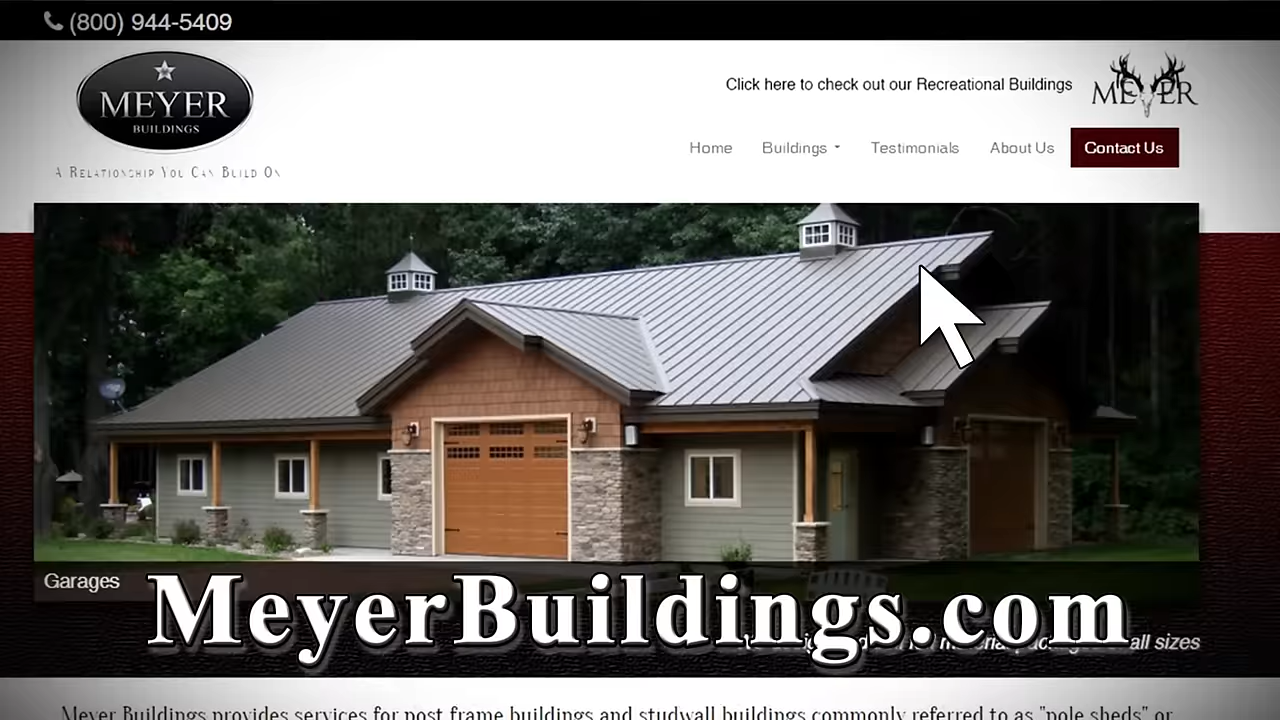 (800) 944-5409
MEYER
BUILDINGS
A RELATIONSHIP YOU CAN BUILD ON
Click here to check out our Recreational Buildings
MEYER
Home Buildings Testimonials About Us Contact Us
Garages
MeyerBuildings.com
all sizes
Meyer Buildings provides services for post frame buildings and studwall buildings commonly referred to as "pole sheds" or